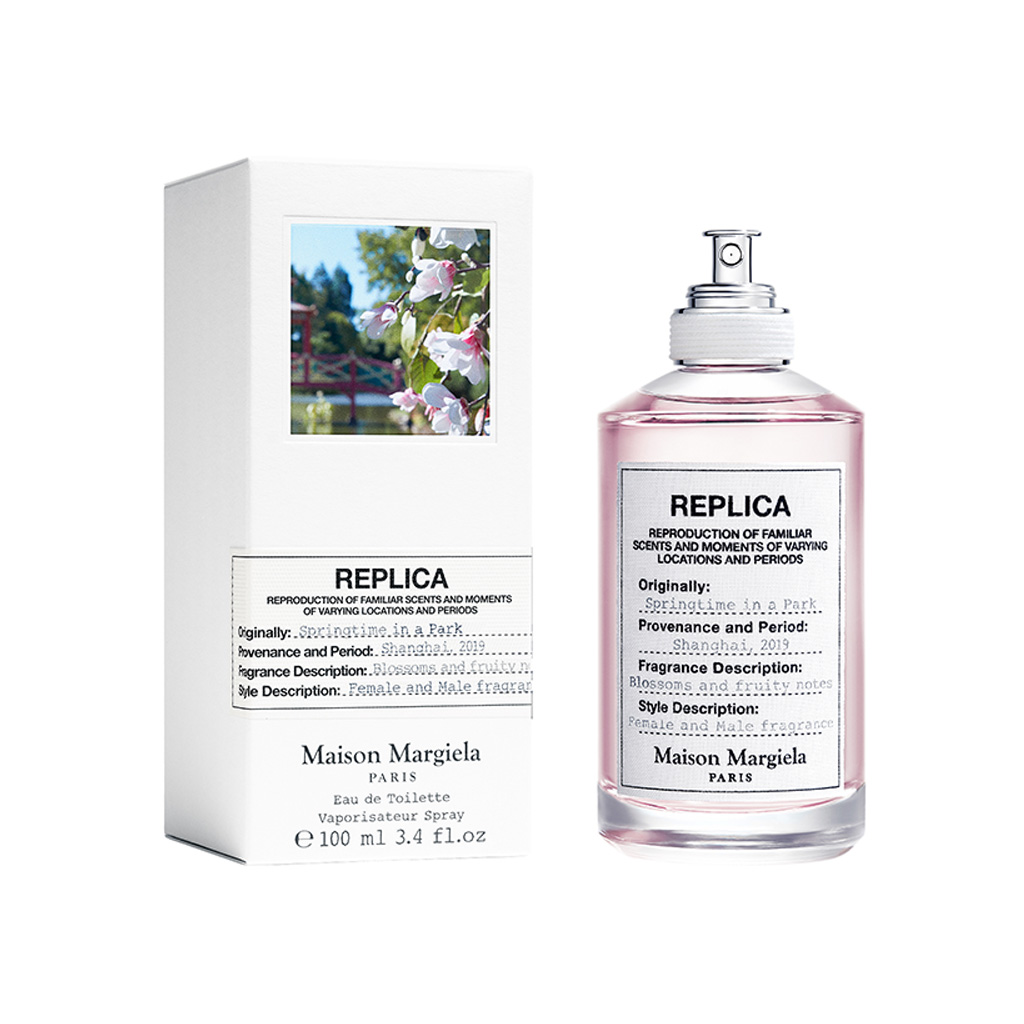 REPLICA
REPRODUCTION OF FAMILIAR SCENTS AND MOMENTS
OF VARYING LOCATIONS AND PERIODS
Originally: Springtime in a Park
Provenance and Period: Shanghai, 2019
Fragrance Description: Blossoms and fruity n
Style Description: Female and Male fragran
Maison Margiela
PARIS
Eau de Toilette
Vaporisateur Spray
℮ 100 ml 3.4 fl.oz
REPLICA
REPRODUCTION OF FAMILIAR
SCENTS AND MOMENTS OF VARYING
LOCATIONS AND PERIODS
Originally:
Springtime in a Park
Provenance and Period:
Shanghai, 2019
Fragrance Description:
Blossoms and fruity notes
Style Description:
Female and Male fragrance
Maison Margiela
PARIS